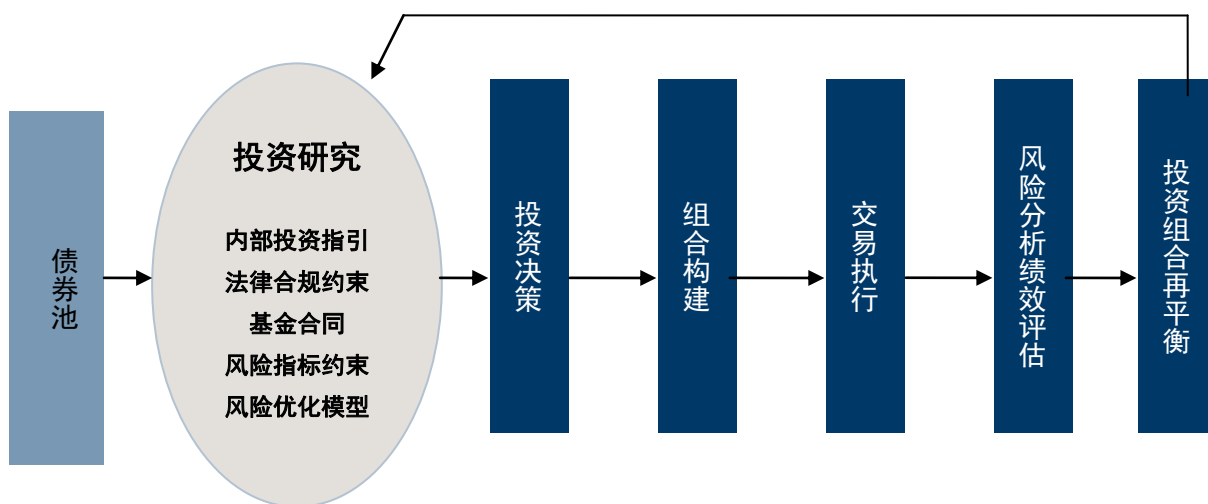 债券池
投资研究
内部投资指引
法律合规约束
基金合同
风险指标约束
风险优化模型
投资决策
组合构建
交易执行
风险分析绩效评估
投资组合再平衡